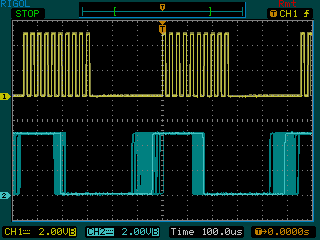 RIGOL
STOP
T
T CH1
T
1
2
CH1 2.00V B CH2 2.00V B Time 100.0us T→0.0000s